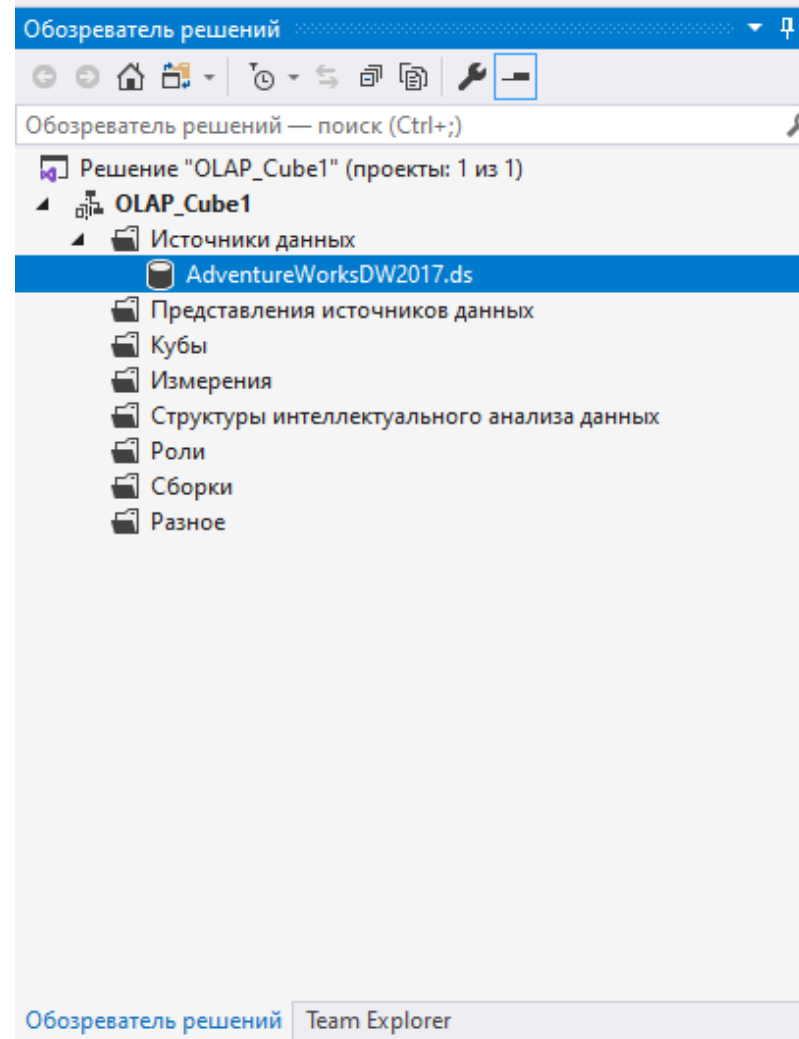 Обозреватель решений
Обозреватель решений — поиск (Ctrl+;)
Решение "OLAP_Cube1" (проекты: 1 из 1)
OLAP_Cube1
Источники данных
AdventureWorksDW2017.ds
Представления источников данных
Кубы
Измерения
Структуры интеллектуального анализа данных
Роли
Сборки
Разное
Обозреватель решений Team Explorer